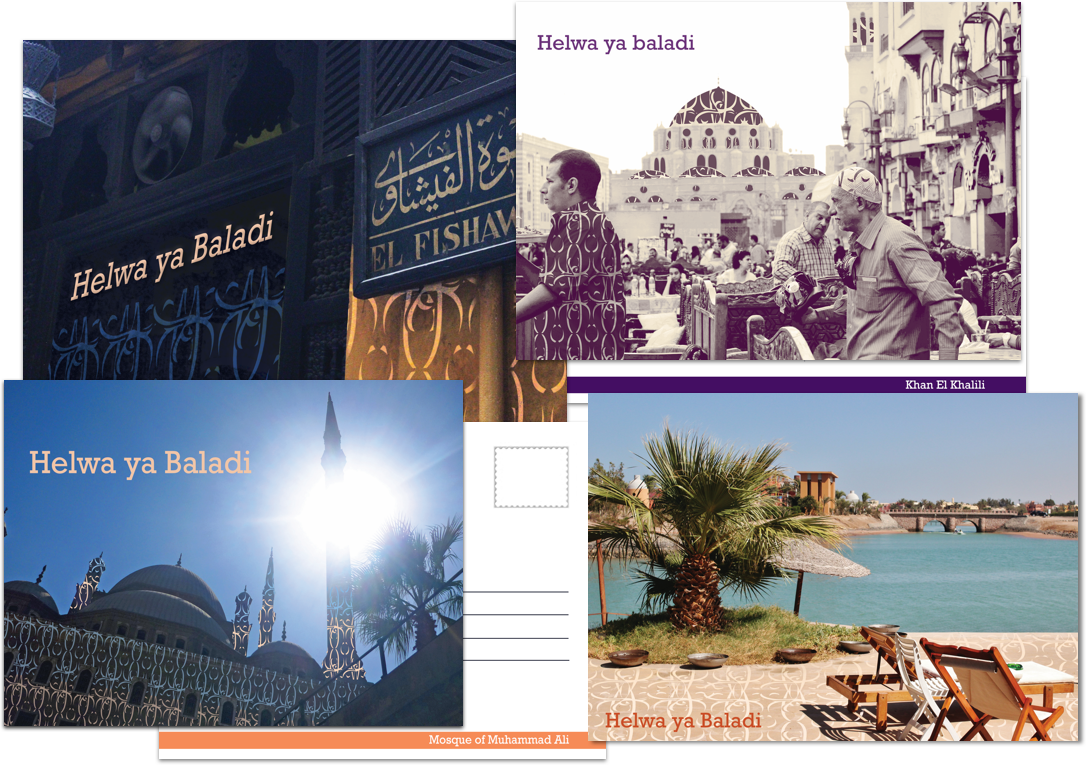 Helwa ya baladi
قهوة الفيشاوي
EL FISHAW
Helwa ya Baladi
Khan El Khalili
Helwa ya Baladi
Helwa ya Baladi
Mosque of Muhammad Ali